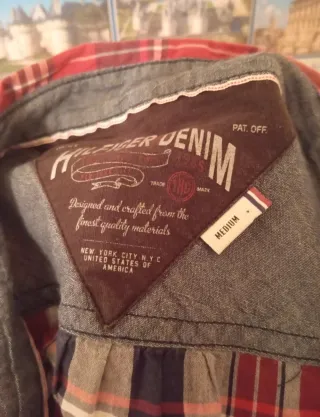 HILFIGER DENIM
PAT. OFF.
TRADE MARK
Designed and crafted from the
finest quality materials
NEW YORK CITY N.Y.C
UNITED STATES OF
AMERICA
MEDIUM